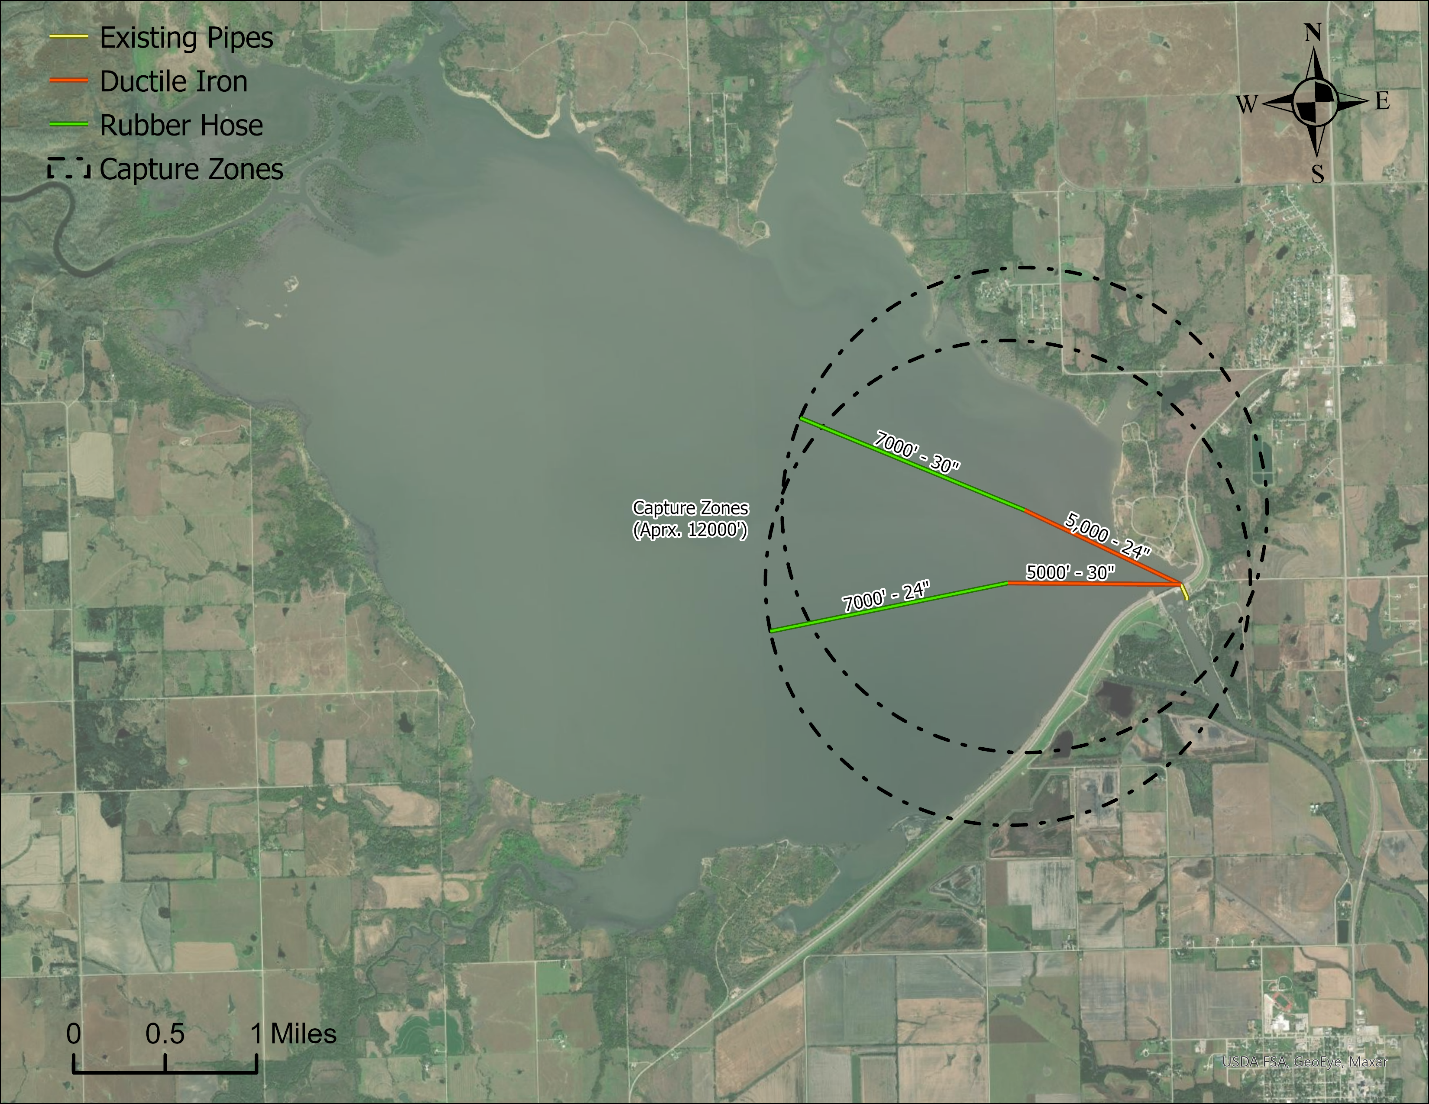 Existing Pipes
Ductile Iron
Rubber Hose
Capture Zones
N
W
E
S
7000' - 30"
Capture Zones
(Aprx. 12000')
5,000 - 24"
5000' - 30"
7000' - 24"
0 0.5 1 Miles
USDA FSA, GeoEye, Maxar